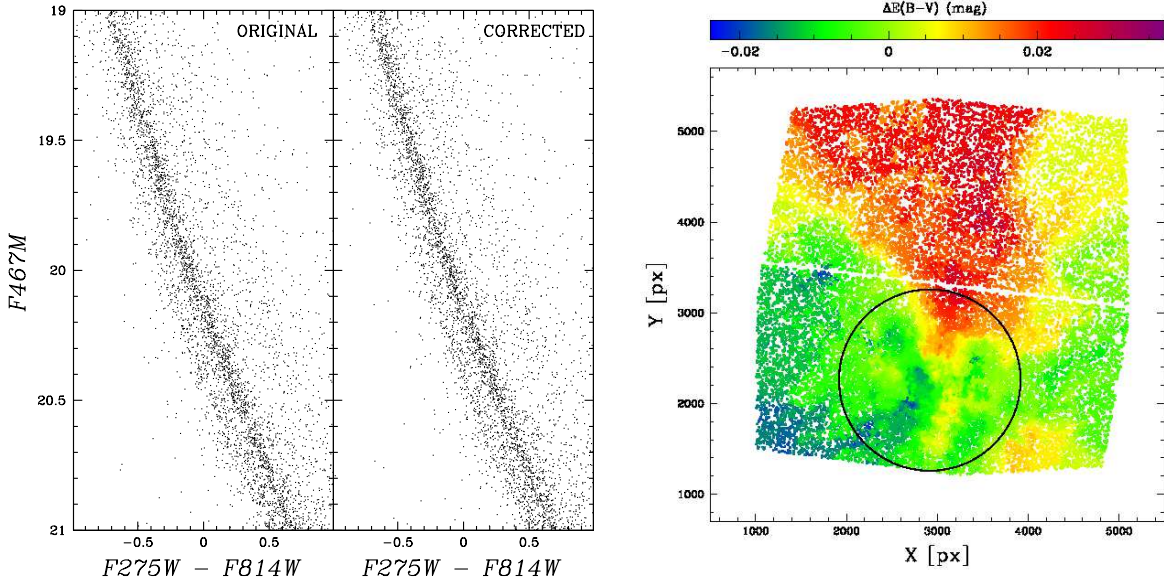 ORIGINAL
CORRECTED
19
19.5
20
20.5
21
F467M
−0.5 0 0.5
−0.5 0 0.5
F275W − F814W
F275W − F814W
ΔE(B−V) (mag)
−0.02 0 0.02
5000
4000
3000
2000
1000
Y [px]
1000 2000 3000 4000 5000
X [px]